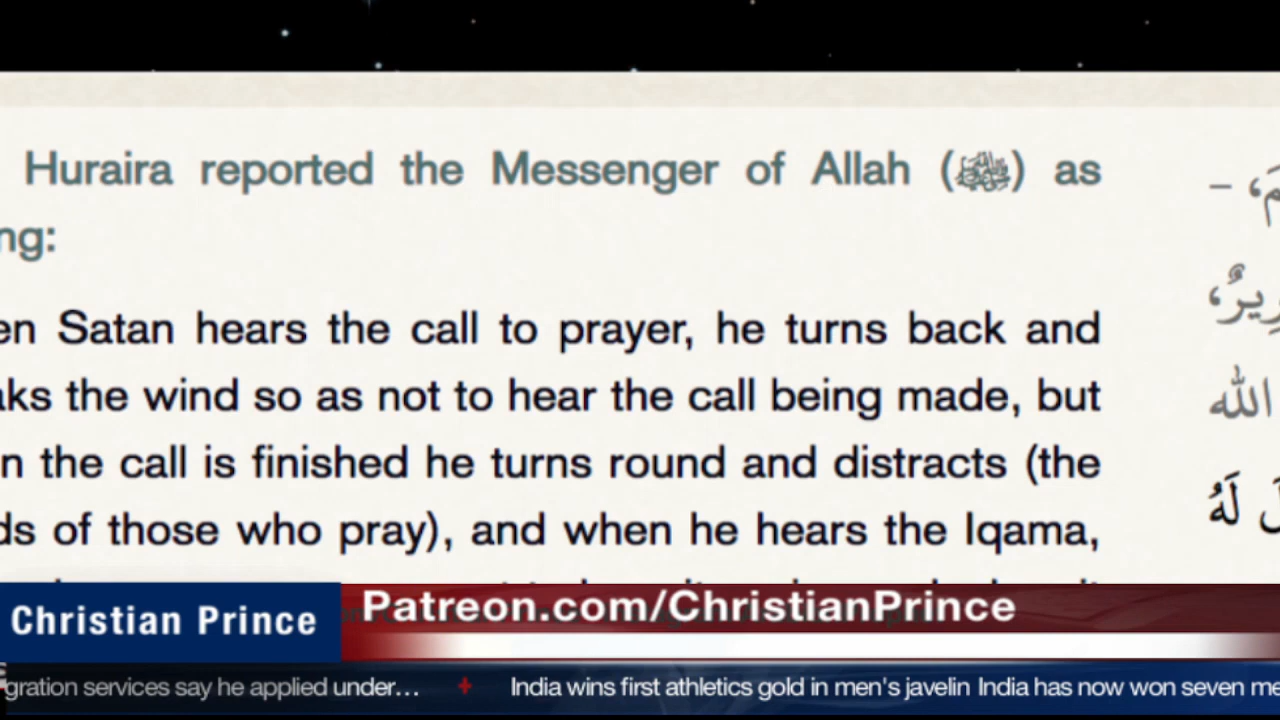 Huraira reported the Messenger of Allah (ﷺ) as
ng:
en Satan hears the call to prayer, he turns back and
aks the wind so as not to hear the call being made, but
n the call is finished he turns round and distracts (the
ds of those who pray), and when he hears the Iqama,
الله
لَهُ
Christian Prince
Patreon.com/ChristianPrince
gration services say he applied under...
India wins first athletics gold in men's javelin India has now won seven me